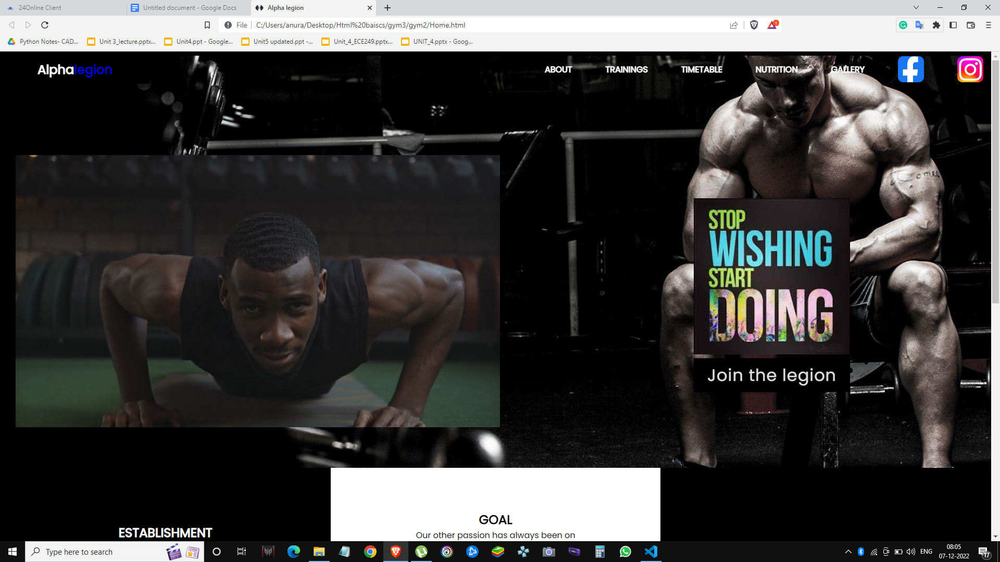 24Online Client
Untitled document - Google Docs
Alpha legion
File
C:/Users/anura/Desktop/Html%20baiscs/gym3/gym2/Home.html
1
Python Notes- CAD...
Unit 3_lecture.pptx...
Unit4.ppt - Google...
Unit5 updated.ppt -...
Unit_4_ECE249.pptx...
UNIT_4.pptx - Goog...
Alphalegion
ABOUT
TRAININGS
TIMETABLE
NUTRITION
GALLERY
STOP
WISHING
START
DOING
Join the legion
ESTABLISHMENT
GOAL
Our other passion has always been on
Type here to search
ENG
08:05
07-12-2022
17